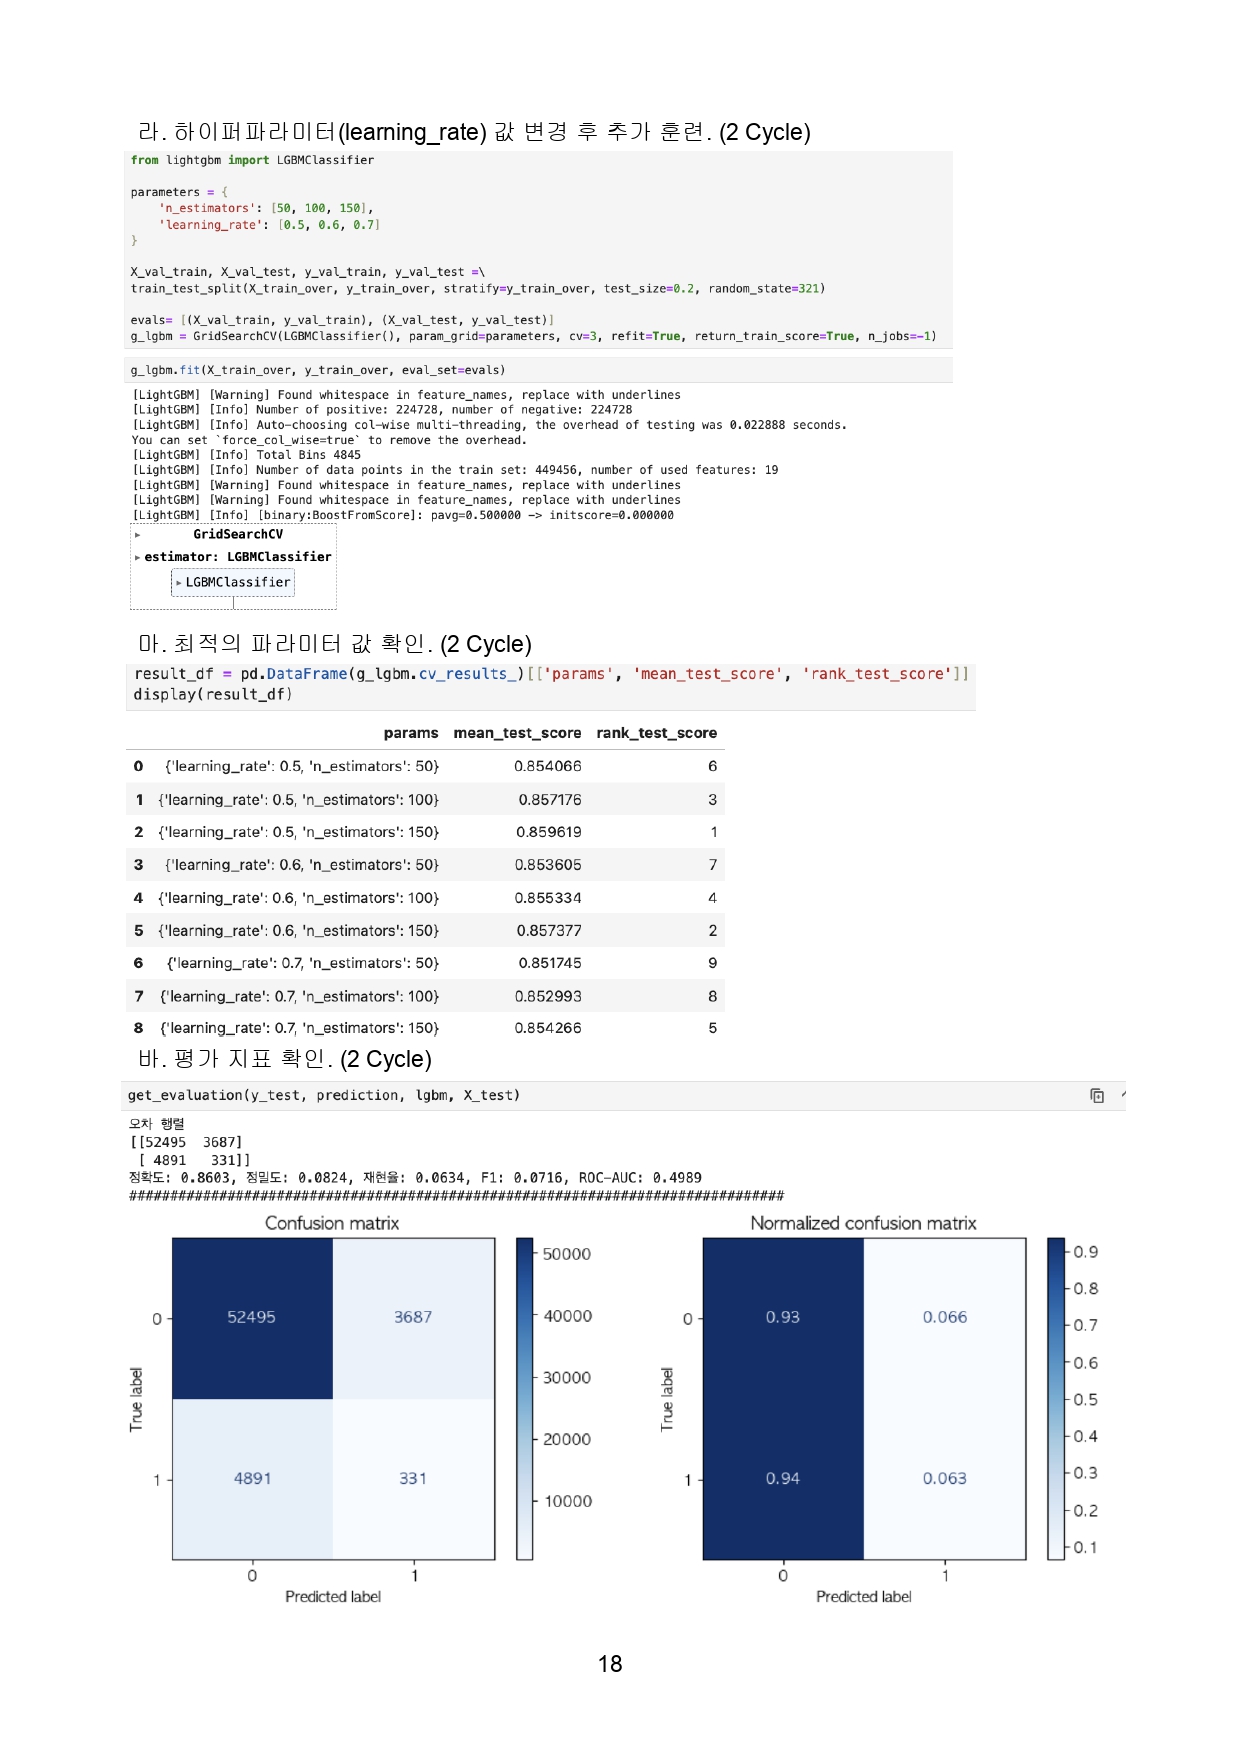 라. 하이퍼파라미터(learning_rate) 값 변경 후 추가 훈련. (2 Cycle)
from lightgbm import LGBMClassifier
parameters = {
'n_estimators': [50, 100, 150],
'learning_rate': [0.5, 0.6, 0.7]
}
X_val_train, X_val_test, y_val_train, y_val_test =\
train_test_split(X_train_over, y_train_over, stratify=y_train_over, test_size=0.2, random_state=321)
evals= [(X_val_train, y_val_train), (X_val_test, y_val_test)]
g_lgbm = GridSearchCV(LGBMClassifier(), param_grid=parameters, cv=3, refit=True, return_train_score=True, n_jobs=-1)
g_lgbm.fit(X_train_over, y_train_over, eval_set=evals)
[LightGBM] [Warning] Found whitespace in feature_names, replace with underlines
[LightGBM] [Info] Number of positive: 224728, number of negative: 224728
[LightGBM] [Info] Auto-choosing col-wise multi-threading, the overhead of testing was 0.022888 seconds.
You can set `force_col_wise=true` to remove the overhead.
[LightGBM] [Info] Total Bins 4845
[LightGBM] [Info] Number of data points in the train set: 449456, number of used features: 19
[LightGBM] [Warning] Found whitespace in feature_names, replace with underlines
[LightGBM] [Warning] Found whitespace in feature_names, replace with underlines
[LightGBM] [Info] [binary:BoostFromScore]: pavg=0.500000 -> initscore=0.000000
▸ GridSearchCV
▸ estimator: LGBMClassifier
▸ LGBMClassifier
마. 최적의 파라미터 값 확인. (2 Cycle)
result_df = pd.DataFrame(g_lgbm.cv_results_)[['params', 'mean_test_score', 'rank_test_score']]
display(result_df)
params mean_test_score rank_test_score
0 {'learning_rate': 0.5, 'n_estimators': 50} 0.854066 6
1 {'learning_rate': 0.5, 'n_estimators': 100} 0.857176 3
2 {'learning_rate': 0.5, 'n_estimators': 150} 0.859619 1
3 {'learning_rate': 0.6, 'n_estimators': 50} 0.853605 7
4 {'learning_rate': 0.6, 'n_estimators': 100} 0.855334 4
5 {'learning_rate': 0.6, 'n_estimators': 150} 0.857377 2
6 {'learning_rate': 0.7, 'n_estimators': 50} 0.851745 9
7 {'learning_rate': 0.7, 'n_estimators': 100} 0.852993 8
8 {'learning_rate': 0.7, 'n_estimators': 150} 0.854266 5
바. 평가 지표 확인. (2 Cycle)
get_evaluation(y_test, prediction, lgbm, X_test)
오차 행렬
[[52495 3687]
[ 4891 331]]
정확도: 0.8603, 정밀도: 0.0824, 재현율: 0.0634, F1: 0.0716, ROC-AUC: 0.4989
################################################################################
Confusion matrix
52495 3687
4891 331
0
1
True label
0 1
Predicted label
50000
40000
30000
20000
10000
Normalized confusion matrix
0.93 0.066
0.94 0.063
0
1
True label
0 1
Predicted label
0.9
0.8
0.7
0.6
0.5
0.4
0.3
0.2
0.1
18